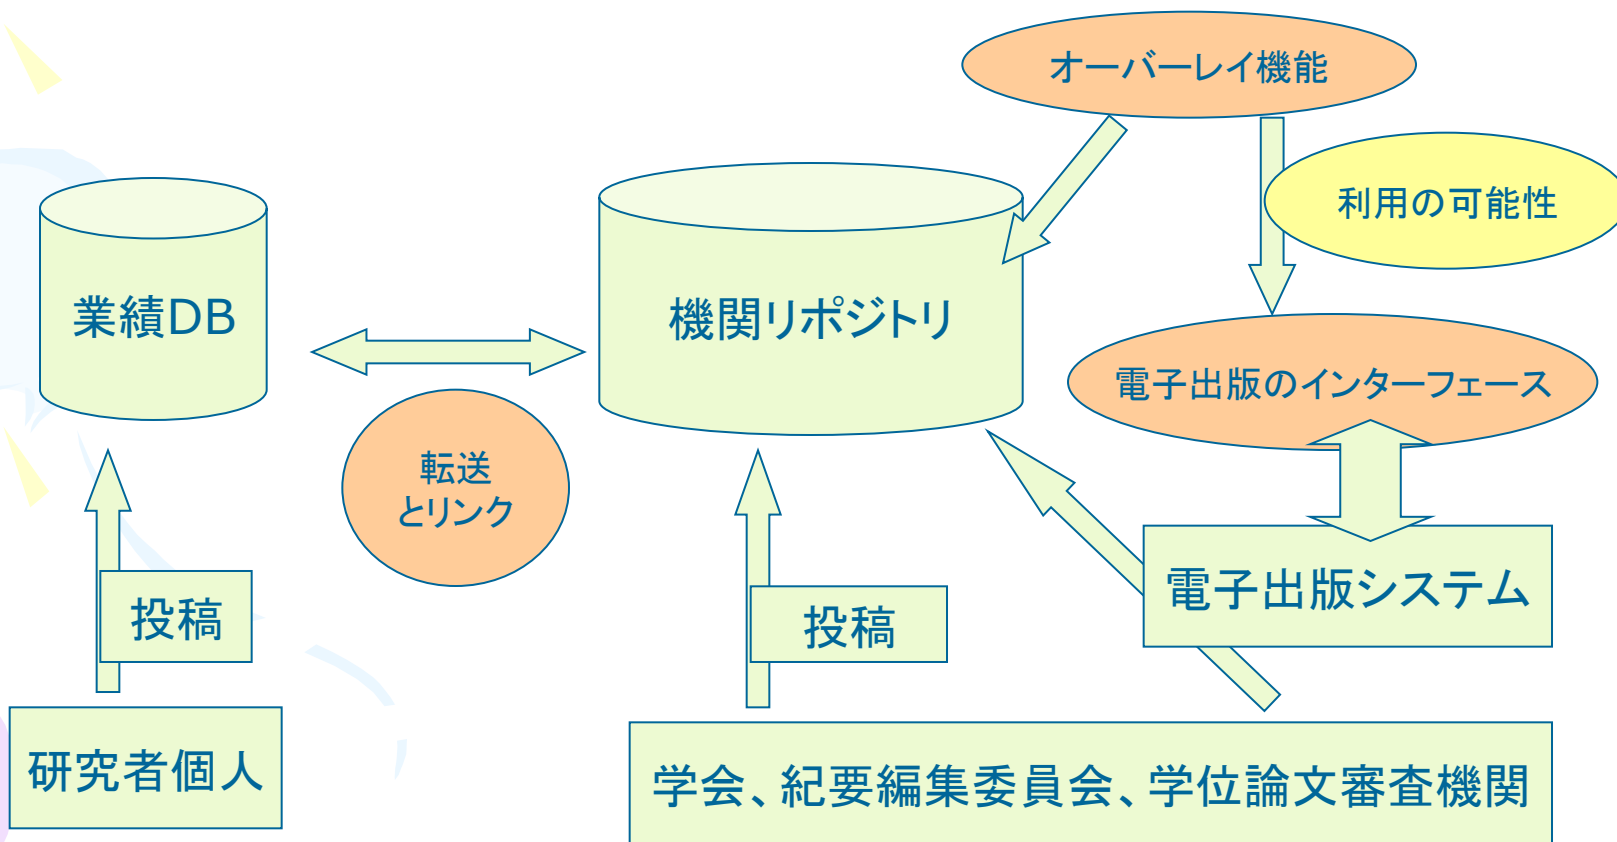 オーバーレイ機能
利用の可能性
業績DB
機関リポジトリ
電子出版のインターフェース
転送
とリンク
電子出版システム
投稿
投稿
研究者個人
学会、紀要編集委員会、学位論文審査機関